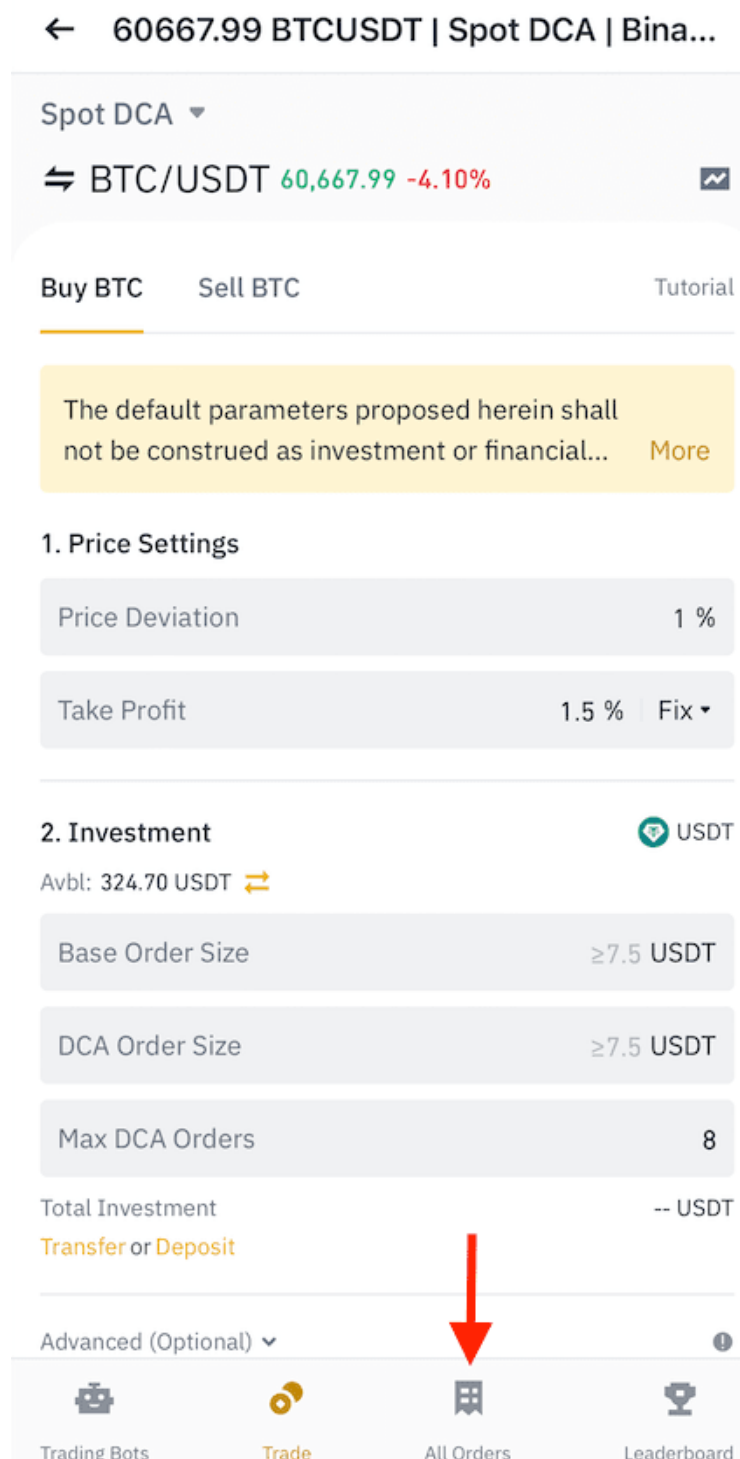 60667.99 BTCUSDT | Spot DCA | Bina...
Spot DCA
BTC/USDT 60,667.99 -4.10%
Buy BTC Sell BTC Tutorial
The default parameters proposed herein shall
not be construed as investment or financial... More
1. Price Settings
Price Deviation 1 %
Take Profit 1.5 % Fix
2. Investment USDT
Avbl: 324.70 USDT
Base Order Size ≥7.5 USDT
DCA Order Size ≥7.5 USDT
Max DCA Orders 8
Total Investment -- USDT
Transfer or Deposit
Advanced (Optional)
Trading Bots Trade All Orders Leaderboard